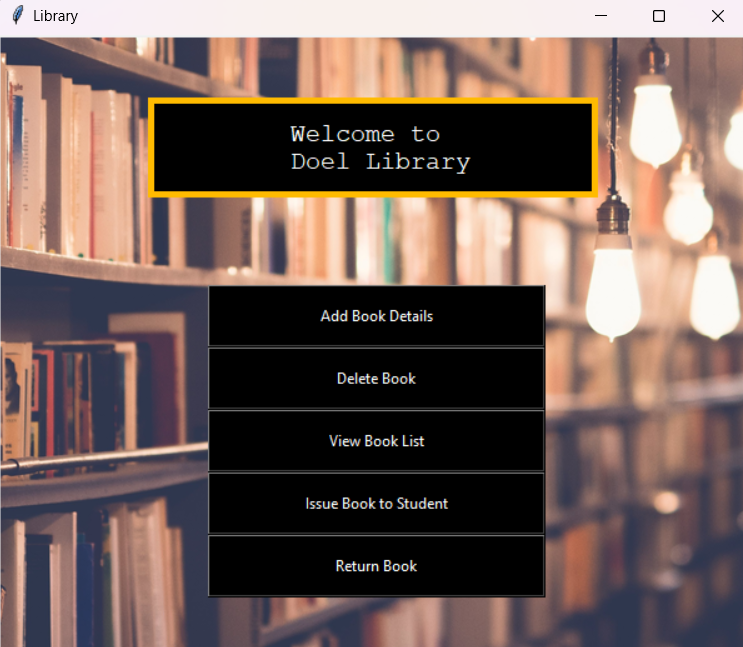 Library
Welcome to
Doel Library
Add Book Details
Delete Book
View Book List
Issue Book to Student
Return Book